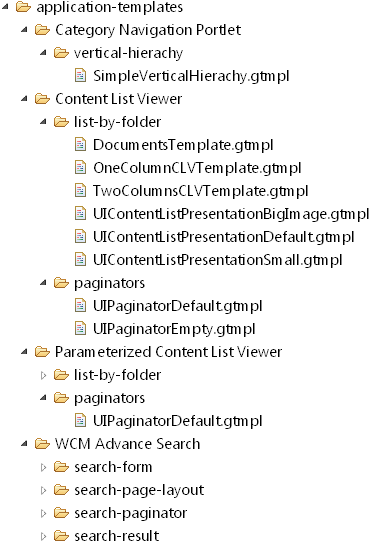 application-templates
Category Navigation Portlet
vertical-hierachy
SimpleVerticalHierachy.gtmpl
Content List Viewer
list-by-folder
DocumentsTemplate.gtmpl
OneColumnCLVTemplate.gtmpl
TwoColumnsCLVTemplate.gtmpl
UIContentListPresentationBigImage.gtmpl
UIContentListPresentationDefault.gtmpl
UIContentListPresentationSmall.gtmpl
paginators
UIPaginatorDefault.gtmpl
UIPaginatorEmpty.gtmpl
Parameterized Content List Viewer
list-by-folder
paginators
UIPaginatorDefault.gtmpl
WCM Advance Search
search-form
search-page-layout
search-paginator
search-result